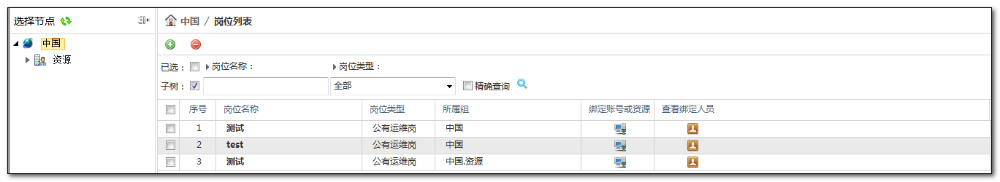 选择节点
中国
资源
中国 / 岗位列表
已选： 岗位名称： 岗位类型：
子树： 全部 精确查询
序号 岗位名称 岗位类型 所属组 绑定账号或资源 查看绑定人员
1 测试 公有运维岗 中国
2 test 公有运维岗 中国
3 测试 公有运维岗 中国.资源